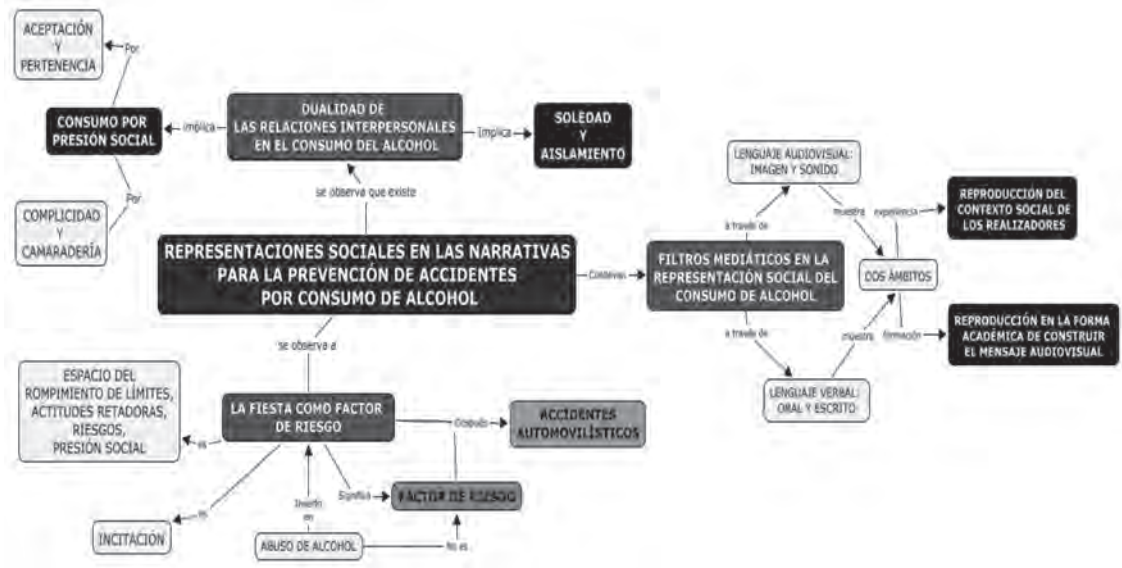 ACEPTACIÓN
Y
PERTENENCIA
Por
CONSUMO POR
PRESIÓN SOCIAL
implica
DUALIDAD DE
LAS RELACIONES INTERPERSONALES
EN EL CONSUMO DEL ALCOHOL
Implica
SOLEDAD
Y
AISLAMIENTO
Por
COMPLICIDAD
Y
CAMARADERÍA
se observa que existe
REPRESENTACIONES SOCIALES EN LAS NARRATIVAS
PARA LA PREVENCIÓN DE ACCIDENTES
POR CONSUMO DE ALCOHOL
FILTROS MEDIÁTICOS EN LA
REPRESENTACIÓN SOCIAL DEL
CONSUMO DE ALCOHOL
a través de
LENGUAJE AUDIOVISUAL:
IMAGEN Y SONIDO
muestra
experiencia
REPRODUCCIÓN DEL
CONTEXTO SOCIAL DE
LOS REALIZADORES
DOS ÁMBITOS
a través de
muestra
formación
REPRODUCCIÓN EN LA FORMA
ACADÉMICA DE CONSTRUIR
EL MENSAJE AUDIOVISUAL
LENGUAJE VERBAL:
ORAL Y ESCRITO
se observa a
ESPACIO DEL
ROMPIMIENTO DE LÍMITES,
ACTITUDES RETADORAS,
RIESGOS,
PRESIÓN SOCIAL
es
LA FIESTA COMO FACTOR
DE RIESGO
Después
ACCIDENTES
AUTOMOVILÍSTICOS
es
INCITACIÓN
Inserto
en
Significa
FACTOR DE RIESGO
ABUSO DE ALCOHOL
No es